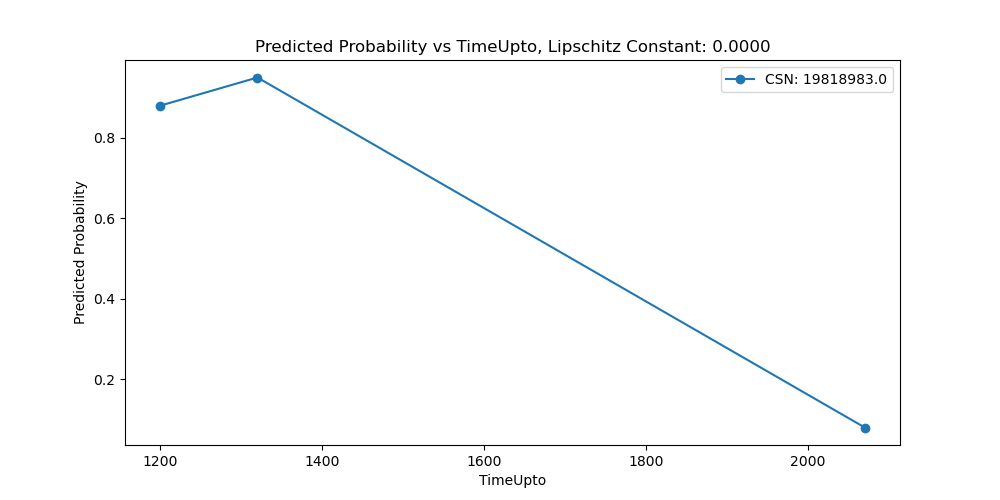 Predicted Probability vs TimeUpto, Lipschitz Constant: 0.0000
CSN: 19818983.0
Predicted Probability
0.8
0.6
0.4
0.2
1200 1400 1600 1800 2000
TimeUpto